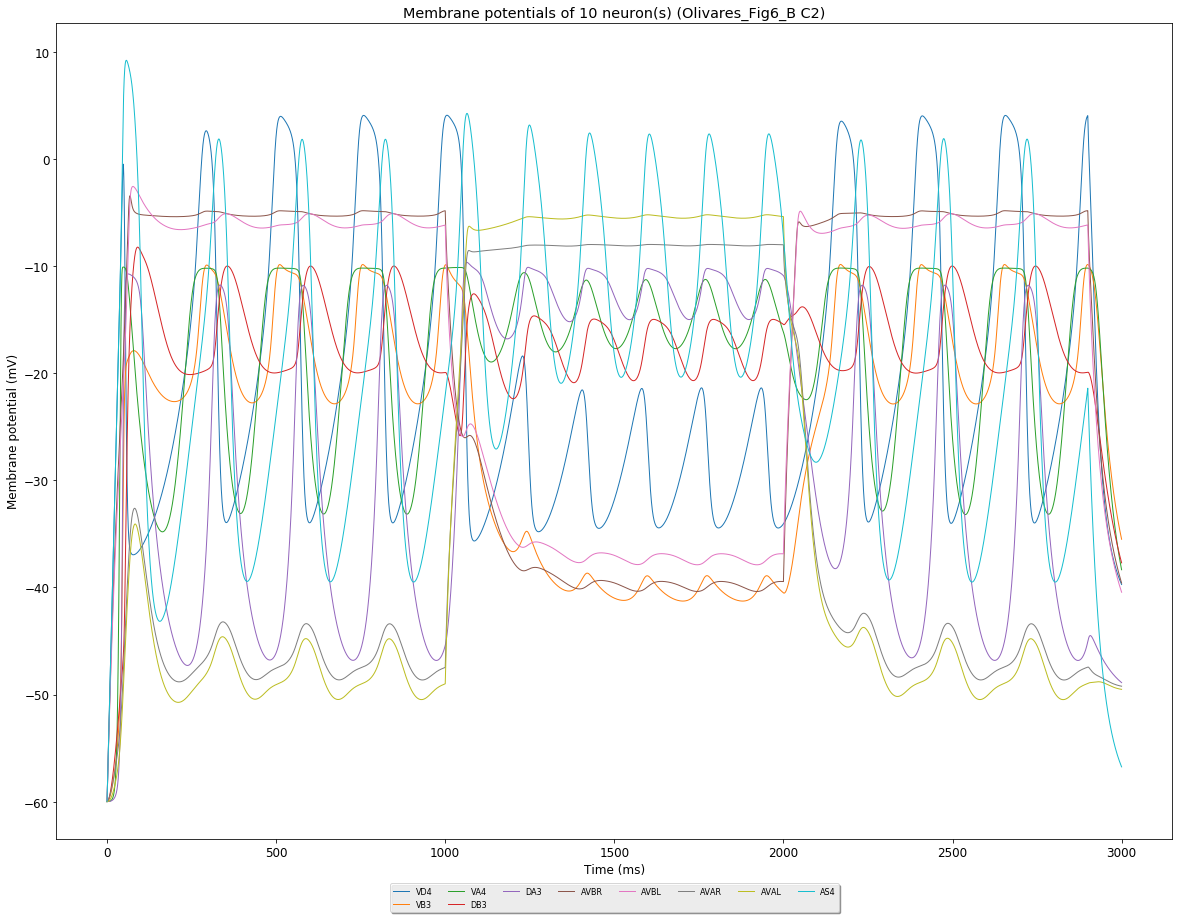 Membrane potentials of 10 neuron(s) (Olivares_Fig6_B C2)
10
0
−10
−20
−30
−40
−50
−60
Membrane potential (mV)
0 500 1000 1500 2000 2500 3000
Time (ms)
VD4 VA4 DA3 AVBR AVBL AVAR AVAL AS4
VB3 DB3